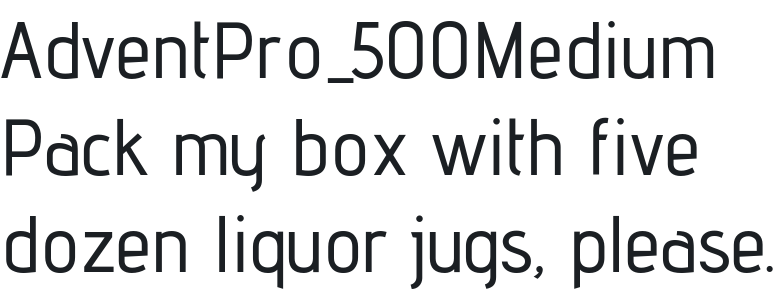 AdventPro_500Medium
Pack my box with five
dozen liquor jugs, please.